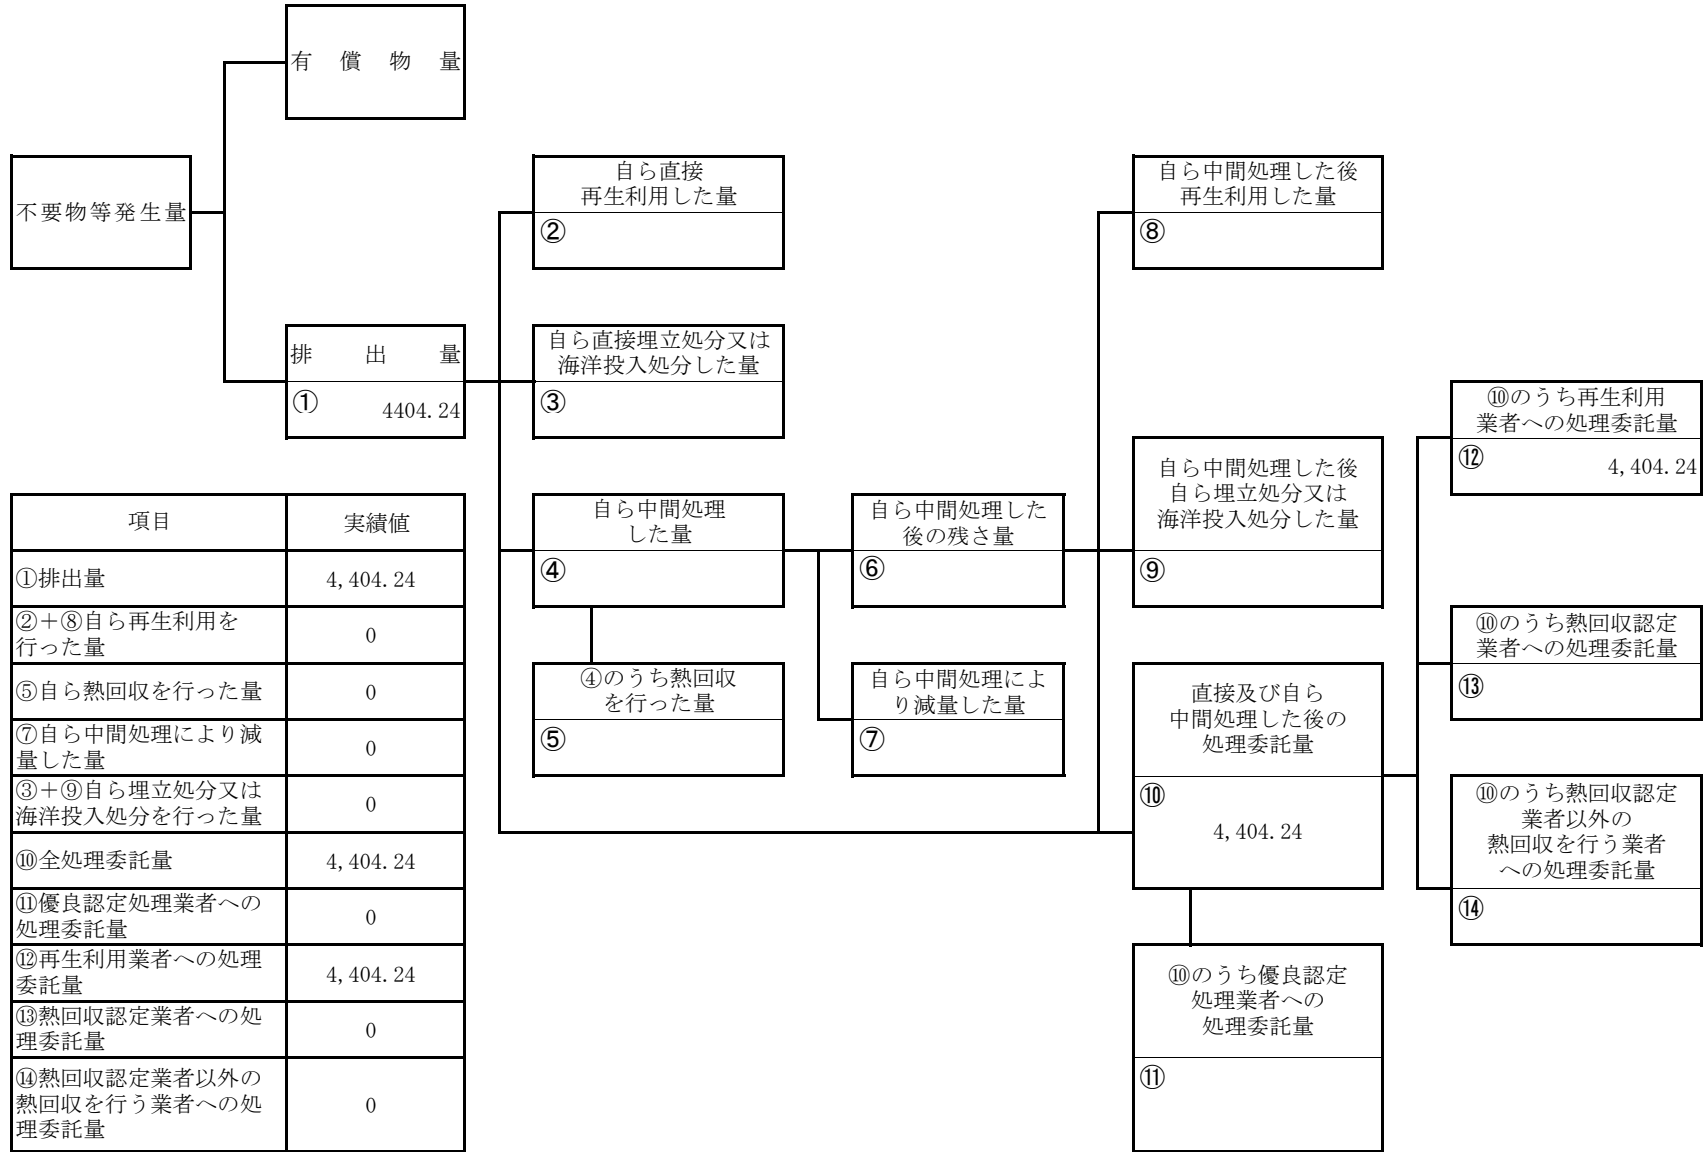 有償物量
不要物等発生量
自ら直接
再生利用した量
②
自ら中間処理した後
再生利用した量
⑧
排出量
①
4404.24
自ら直接埋立処分又は
海洋投入処分した量
③
⑩のうち再生利用
業者への処理委託量
⑫
4,404.24
自ら中間処理
した量
④
自ら中間処理した
後の残さ量
⑥
自ら中間処理した後
自ら埋立処分又は
海洋投入処分した量
⑨
④のうち熱回収
を行った量
⑤
自ら中間処理によ
り減量した量
⑦
直接及び自ら
中間処理した後の
処理委託量
⑩
4,404.24
⑩のうち熱回収認定
業者への処理委託量
⑬
⑩のうち熱回収認定
業者以外の
熱回収を行う業者
への処理委託量
⑭
⑩のうち優良認定
処理業者への
処理委託量
⑪
項目 実績値
①排出量 4,404.24
②＋⑧自ら再生利用を
行った量
0
⑤自ら熱回収を行った量 0
⑦自ら中間処理により減
量した量
0
③＋⑨自ら埋立処分又は
海洋投入処分を行った量
0
⑩全処理委託量 4,404.24
⑪優良認定処理業者への
処理委託量
0
⑫再生利用業者への処理
委託量
4,404.24
⑬熱回収認定業者への処
理委託量
0
⑭熱回収認定業者以外の
熱回収を行う業者への処
理委託量
0